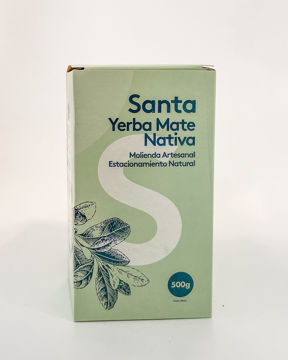 Santa
Yerba Mate
Nativa
Molienda Artesanal
Estacionamiento Natural
S
500g